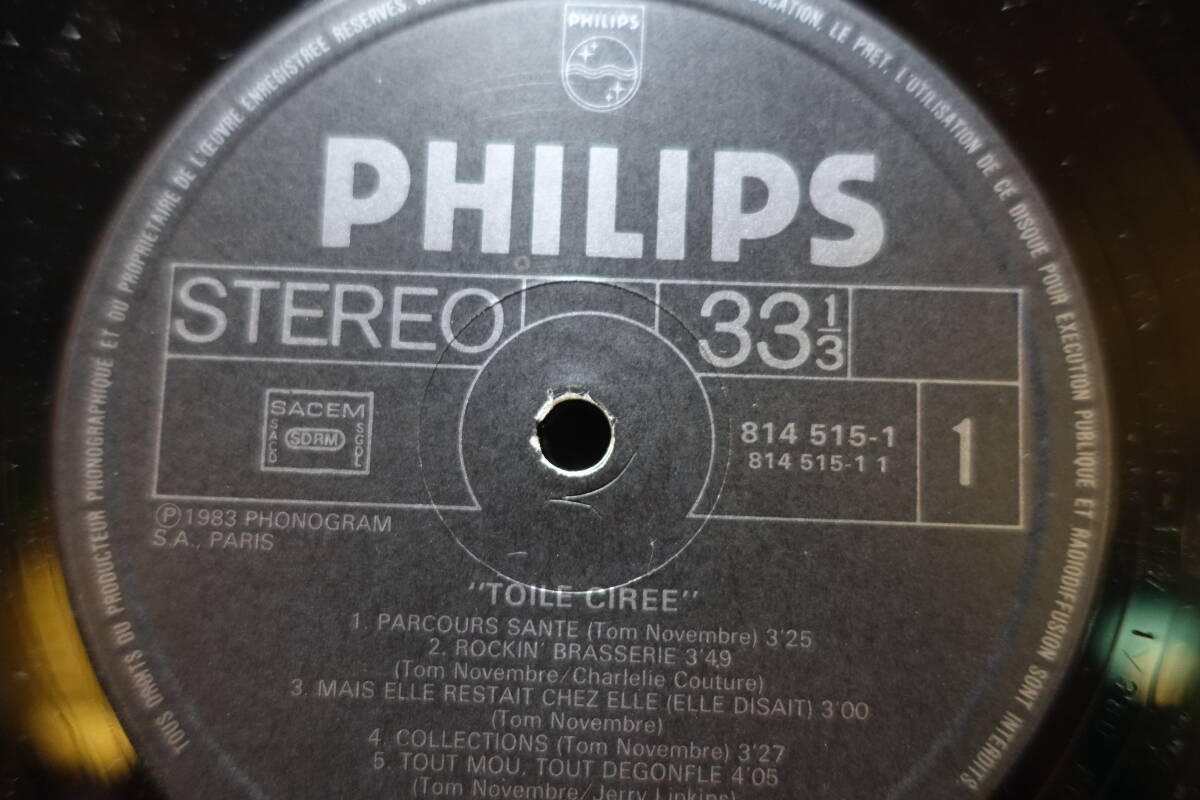 PHILIPS
PHILIPS
STEREO
33 1/3
SACEM
SACD
SDRM
SGDL
814 515-1
814 515-1 1
1
Ⓟ 1983 PHONOGRAM
S.A., PARIS
"TOILE CIREE"
1. PARCOURS SANTE (Tom Novembre) 3'25
2. ROCKIN' BRASSERIE 3'49
(Tom Novembre/Charlelie Couture)
3. MAIS ELLE RESTAIT CHEZ ELLE (ELLE DISAIT) 3'00
(Tom Novembre)
4. COLLECTIONS (Tom Novembre) 3'27
5. TOUT MOU, TOUT DEGONFLE 4'05
(Tom Novembre/Jerry Lipkins)
TOUS DROITS DU PRODUCTEUR PHONOGRAPHIQUE ET DU PROPRIETAIRE DE L'ŒUVRE ENREGISTREE RESERVES.
LE PRET, L'UTILISATION DE CE DISQUE POUR EXECUTION PUBLIQUE ET RADIODIFFUSION SONT INTERDITS